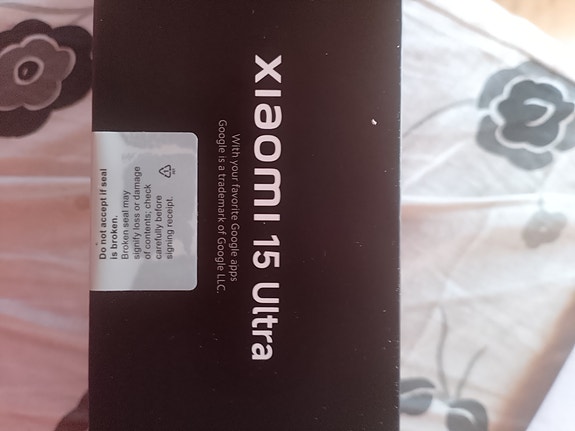 xiaomi 15 Ultra
With your favorite Google apps
Google is a trademark of Google LLC.
Do not accept if seal
is broken.
Broken seal may
signify loss or damage
of contents; check
carefully before
signing receipt.